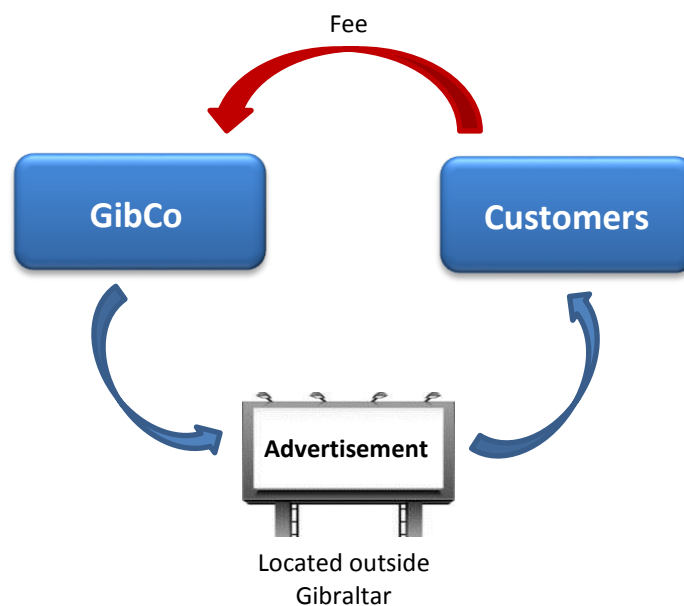 Fee
GibCo
Customers
Advertisement
Located outside
Gibraltar